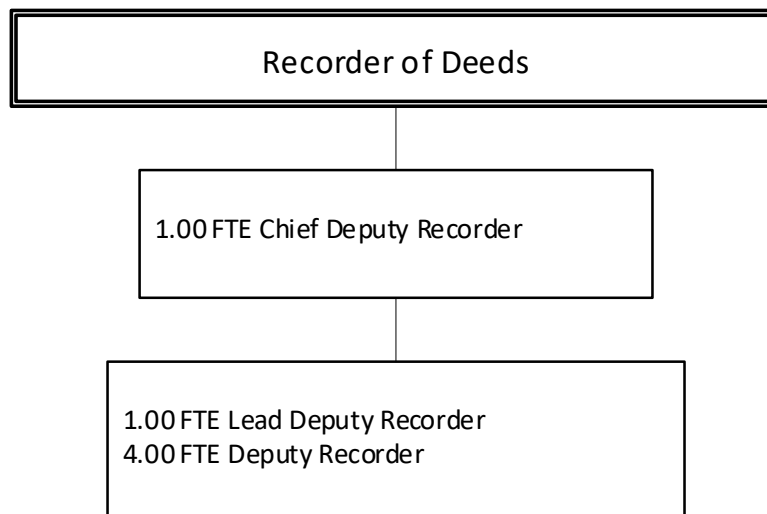 Recorder of Deeds
1.00 FTE Chief Deputy Recorder
1.00 FTE Lead Deputy Recorder
4.00 FTE Deputy Recorder